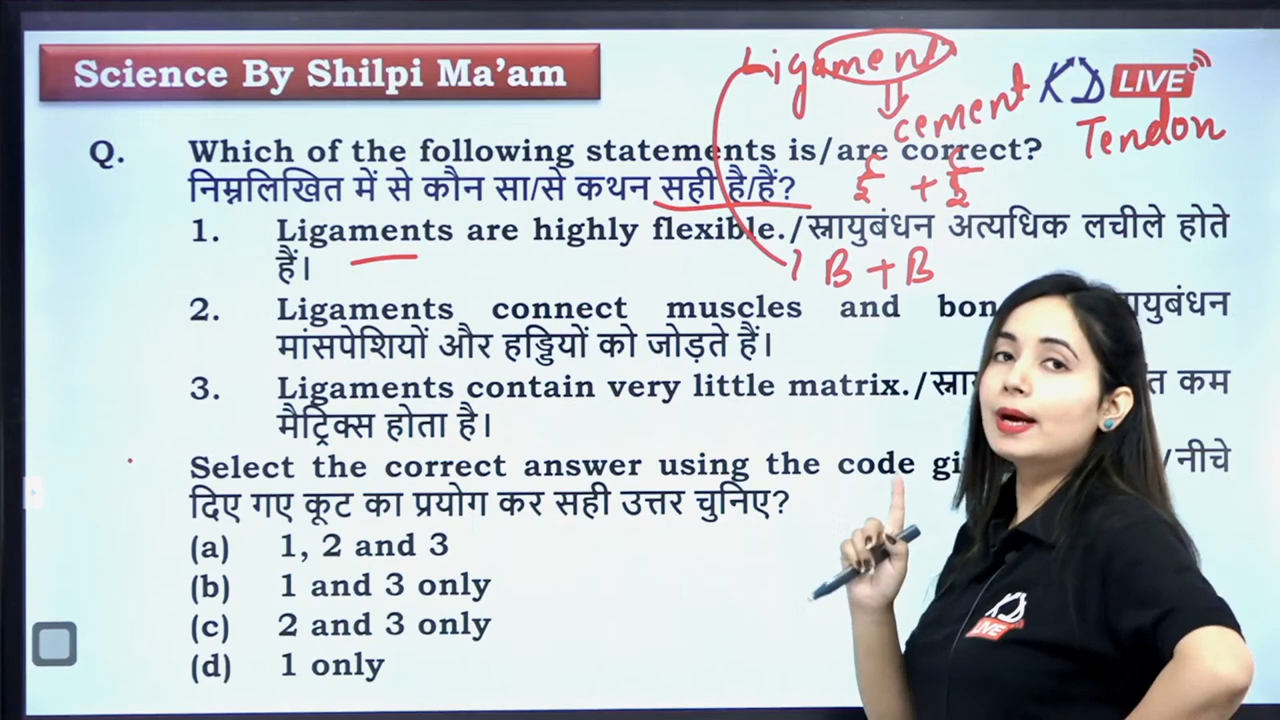 Science By Shilpi Ma'am
Ligament
KD LIVE
cement
Tendon
Q. Which of the following statements is/are correct?
निम्नलिखित में से कौन सा/से कथन सही है/हैं?
ई + ई
1. Ligaments are highly flexible./स्नायुबंधन अत्यधिक लचीले होते
हैं।
B + B
2. Ligaments connect muscles and
मांसपेशियों और हड्डियों को जोड़ते हैं।
3. Ligaments contain very little matrix./ कम
मैट्रिक्स होता है।
Select the correct answer using the code /नीचे
दिए गए कूट का प्रयोग कर सही उत्तर चुनिए?
(a) 1, 2 and 3
(b) 1 and 3 only
(c) 2 and 3 only
(d) 1 only
KD
LIVE